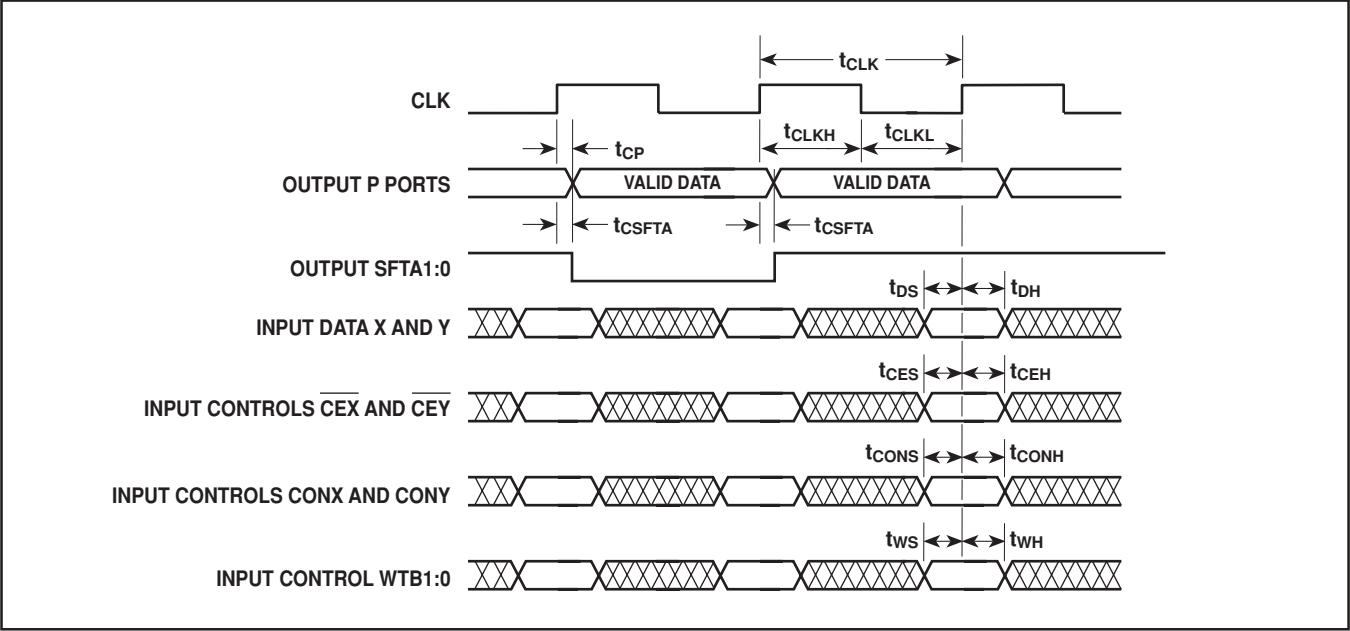 tCLK
CLK
tCLKH tCLKL
tCP
OUTPUT P PORTS VALID DATA VALID DATA
tCSFTA tCSFTA
OUTPUT SFTA1:0
tDS tDH
INPUT DATA X AND Y
tCES tCEH
INPUT CONTROLS CEX AND CEY
tCONS tCONH
INPUT CONTROLS CONX AND CONY
tWS tWH
INPUT CONTROL WTB1:0